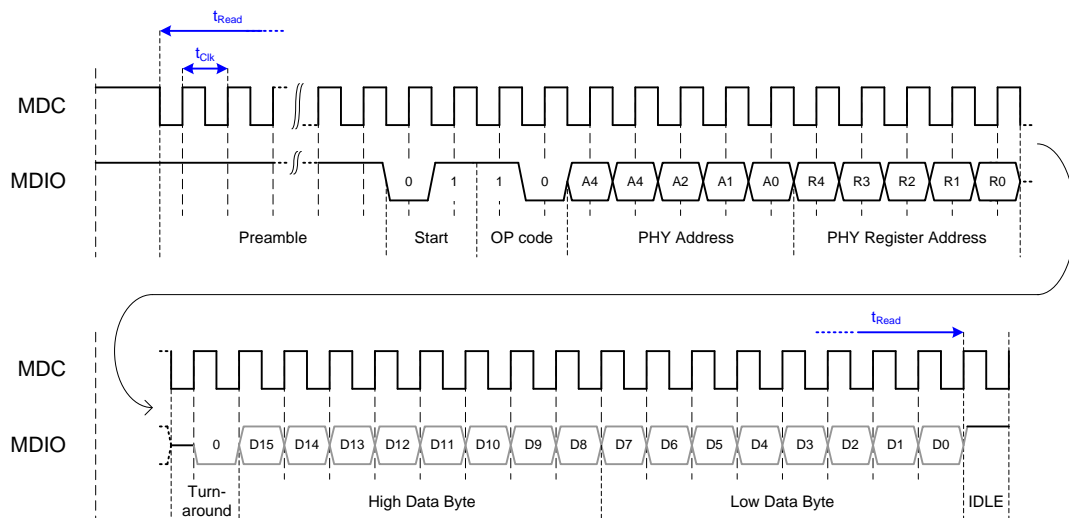 tRead
tClk
MDC
MDIO
0 1 1 0 A4 A4 A2 A1 A0 R4 R3 R2 R1 R0
Preamble Start OP code PHY Address PHY Register Address
tRead
MDC
MDIO
0 D15 D14 D13 D12 D11 D10 D9 D8 D7 D6 D5 D4 D3 D2 D1 D0
Turn-
around High Data Byte Low Data Byte IDLE